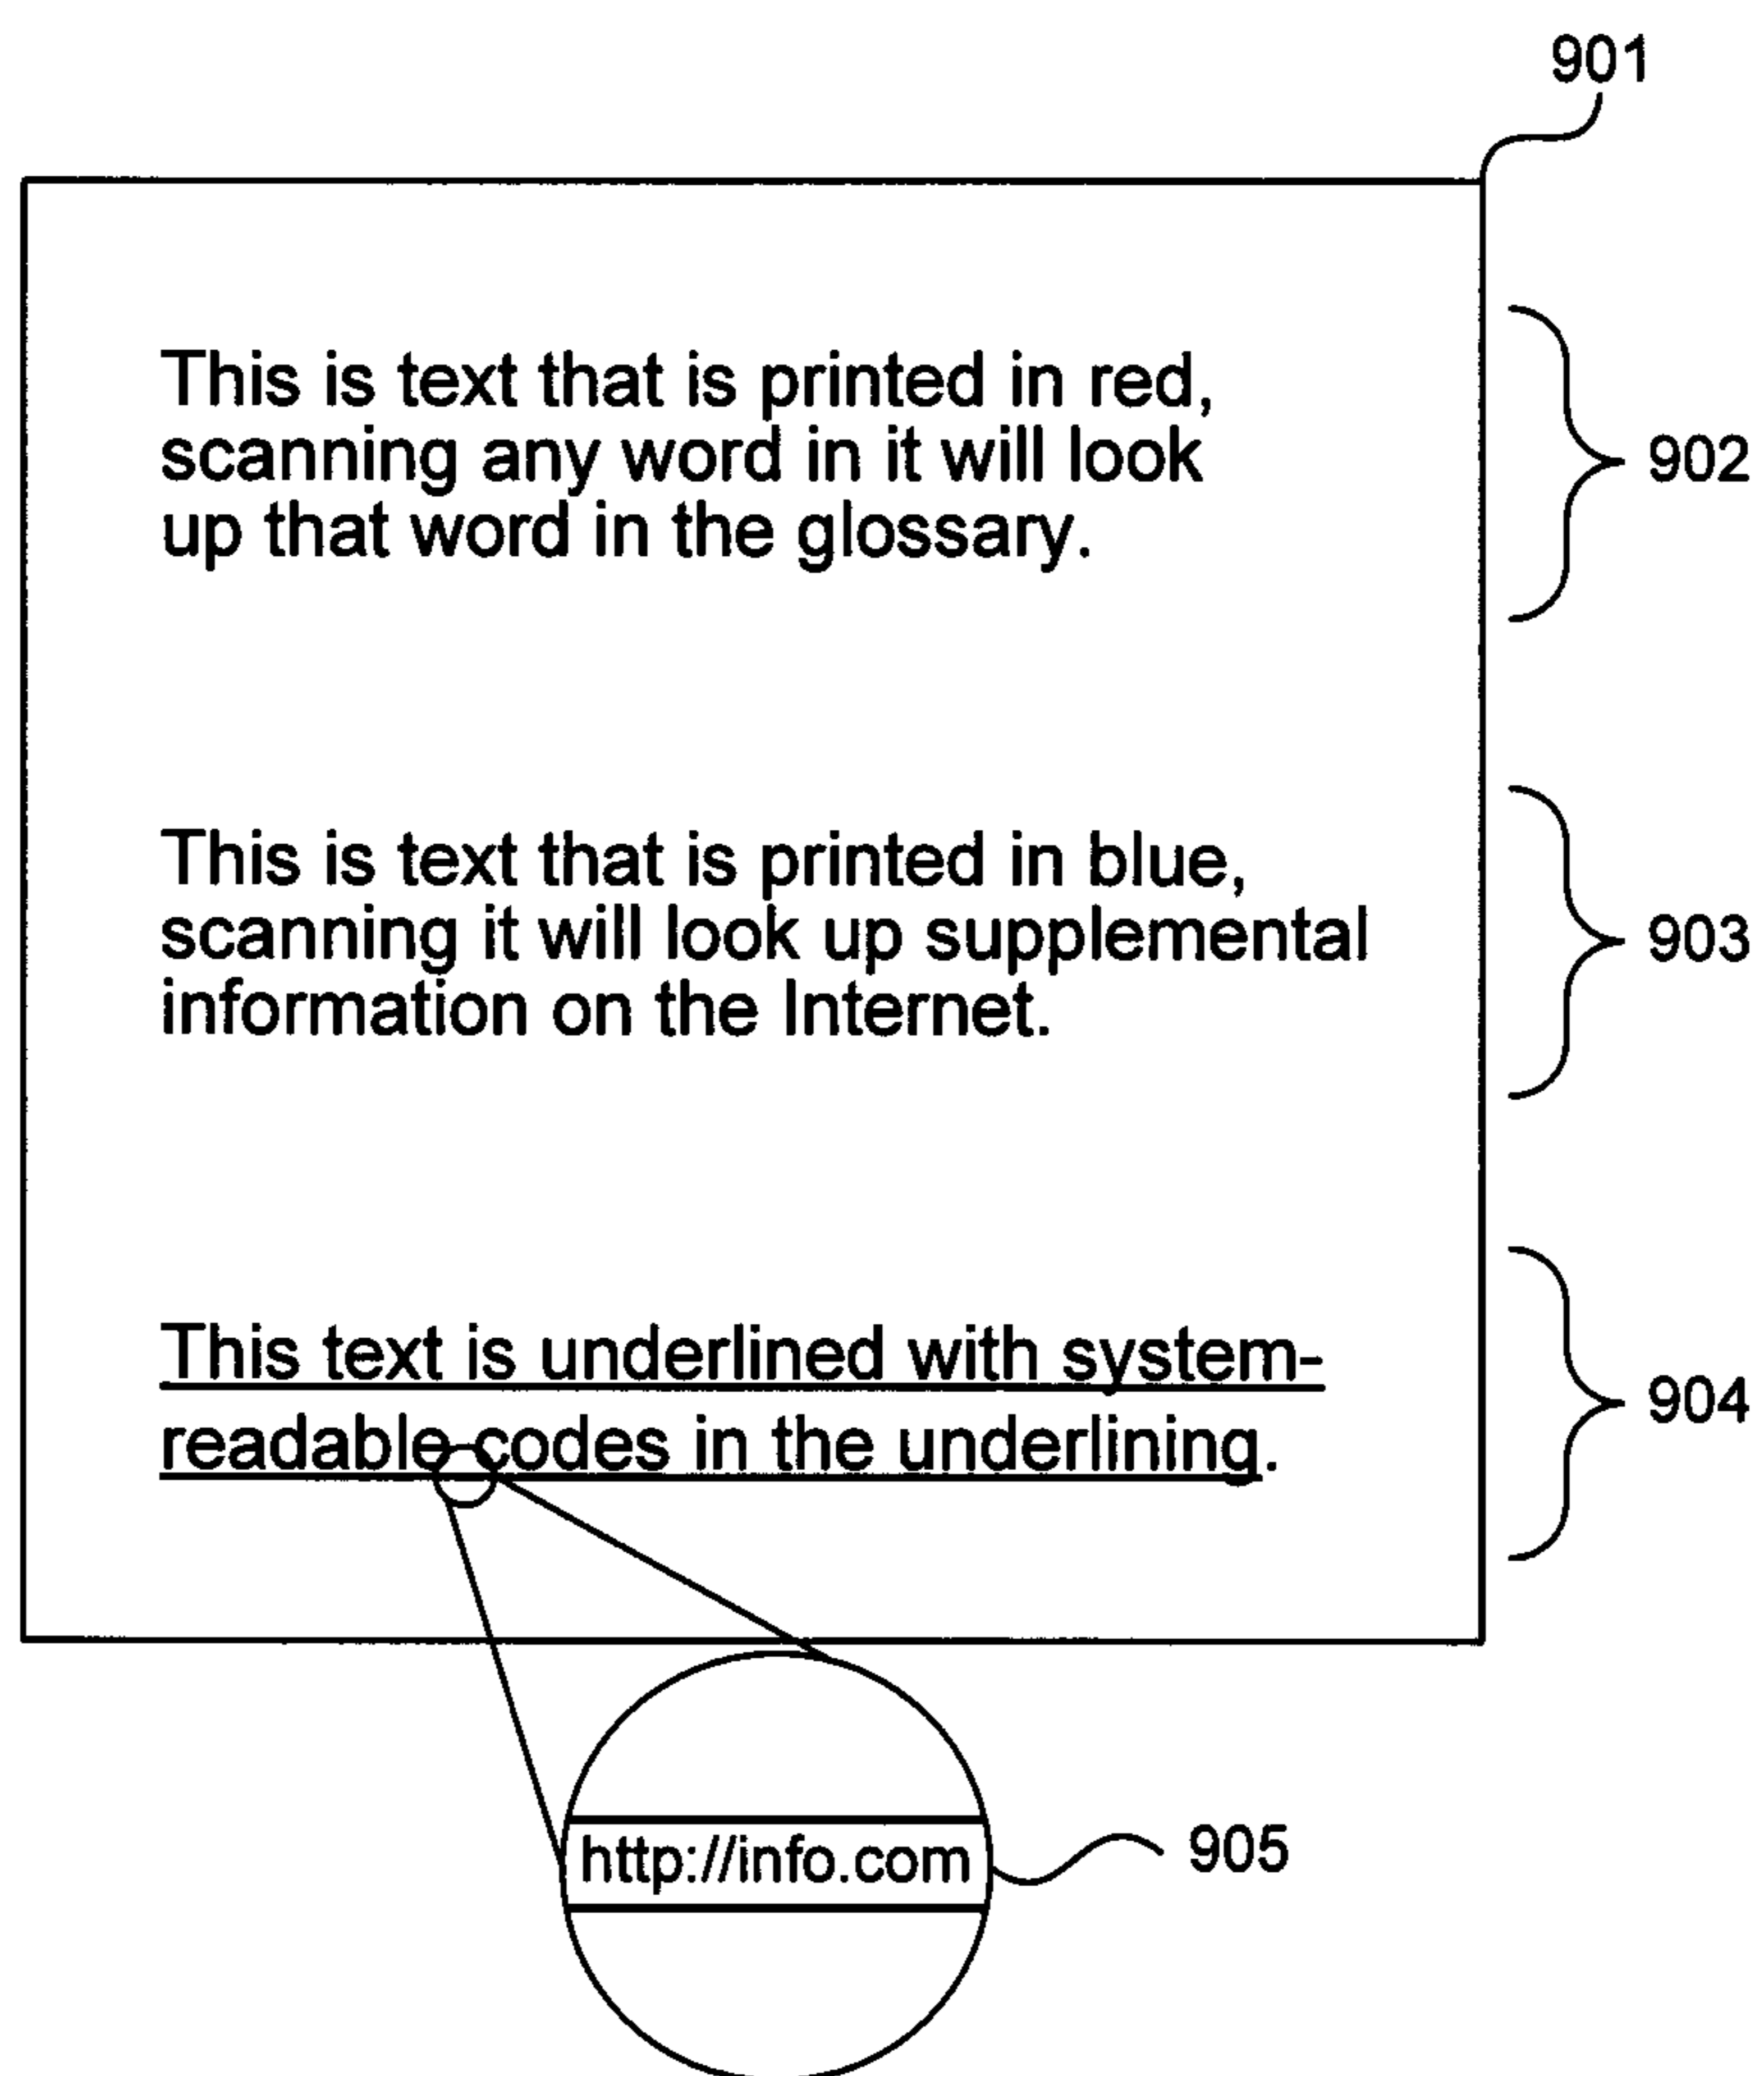 901
This is text that is printed in red,
scanning any word in it will look
up that word in the glossary.
902
This is text that is printed in blue,
scanning it will look up supplemental
information on the Internet.
903
This text is underlined with system-
readable codes in the underlining.
904
http://info.com
905